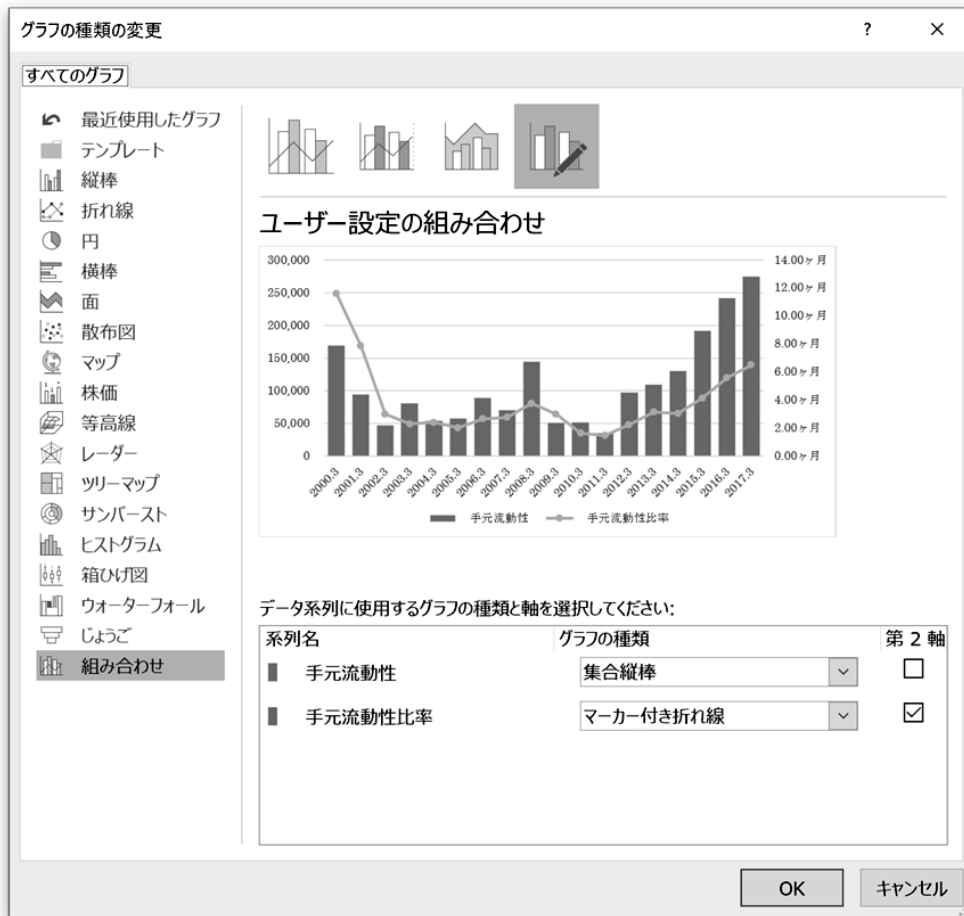 グラフの種類の変更
? ×
すべてのグラフ
最近使用したグラフ
テンプレート
縦棒
折れ線
円
横棒
面
散布図
マップ
株価
等高線
レーダー
ツリーマップ
サンバースト
ヒストグラム
箱ひげ図
ウォーターフォール
じょうご
組み合わせ
ユーザー設定の組み合わせ
300,000
250,000
200,000
150,000
100,000
50,000
0
14.00ヶ月
12.00ヶ月
10.00ヶ月
8.00ヶ月
6.00ヶ月
4.00ヶ月
2.00ヶ月
0.00ヶ月
2000.3 2001.3 2002.3 2003.3 2004.3 2005.3 2006.3 2007.3 2008.3 2009.3 2010.3 2011.3 2012.3 2013.3 2014.3 2015.3 2016.3 2017.3
手元流動性 手元流動性比率
データ系列に使用するグラフの種類と軸を選択してください:
系列名 グラフの種類 第 2 軸
手元流動性 集合縦棒
手元流動性比率 マーカー付き折れ線
OK キャンセル